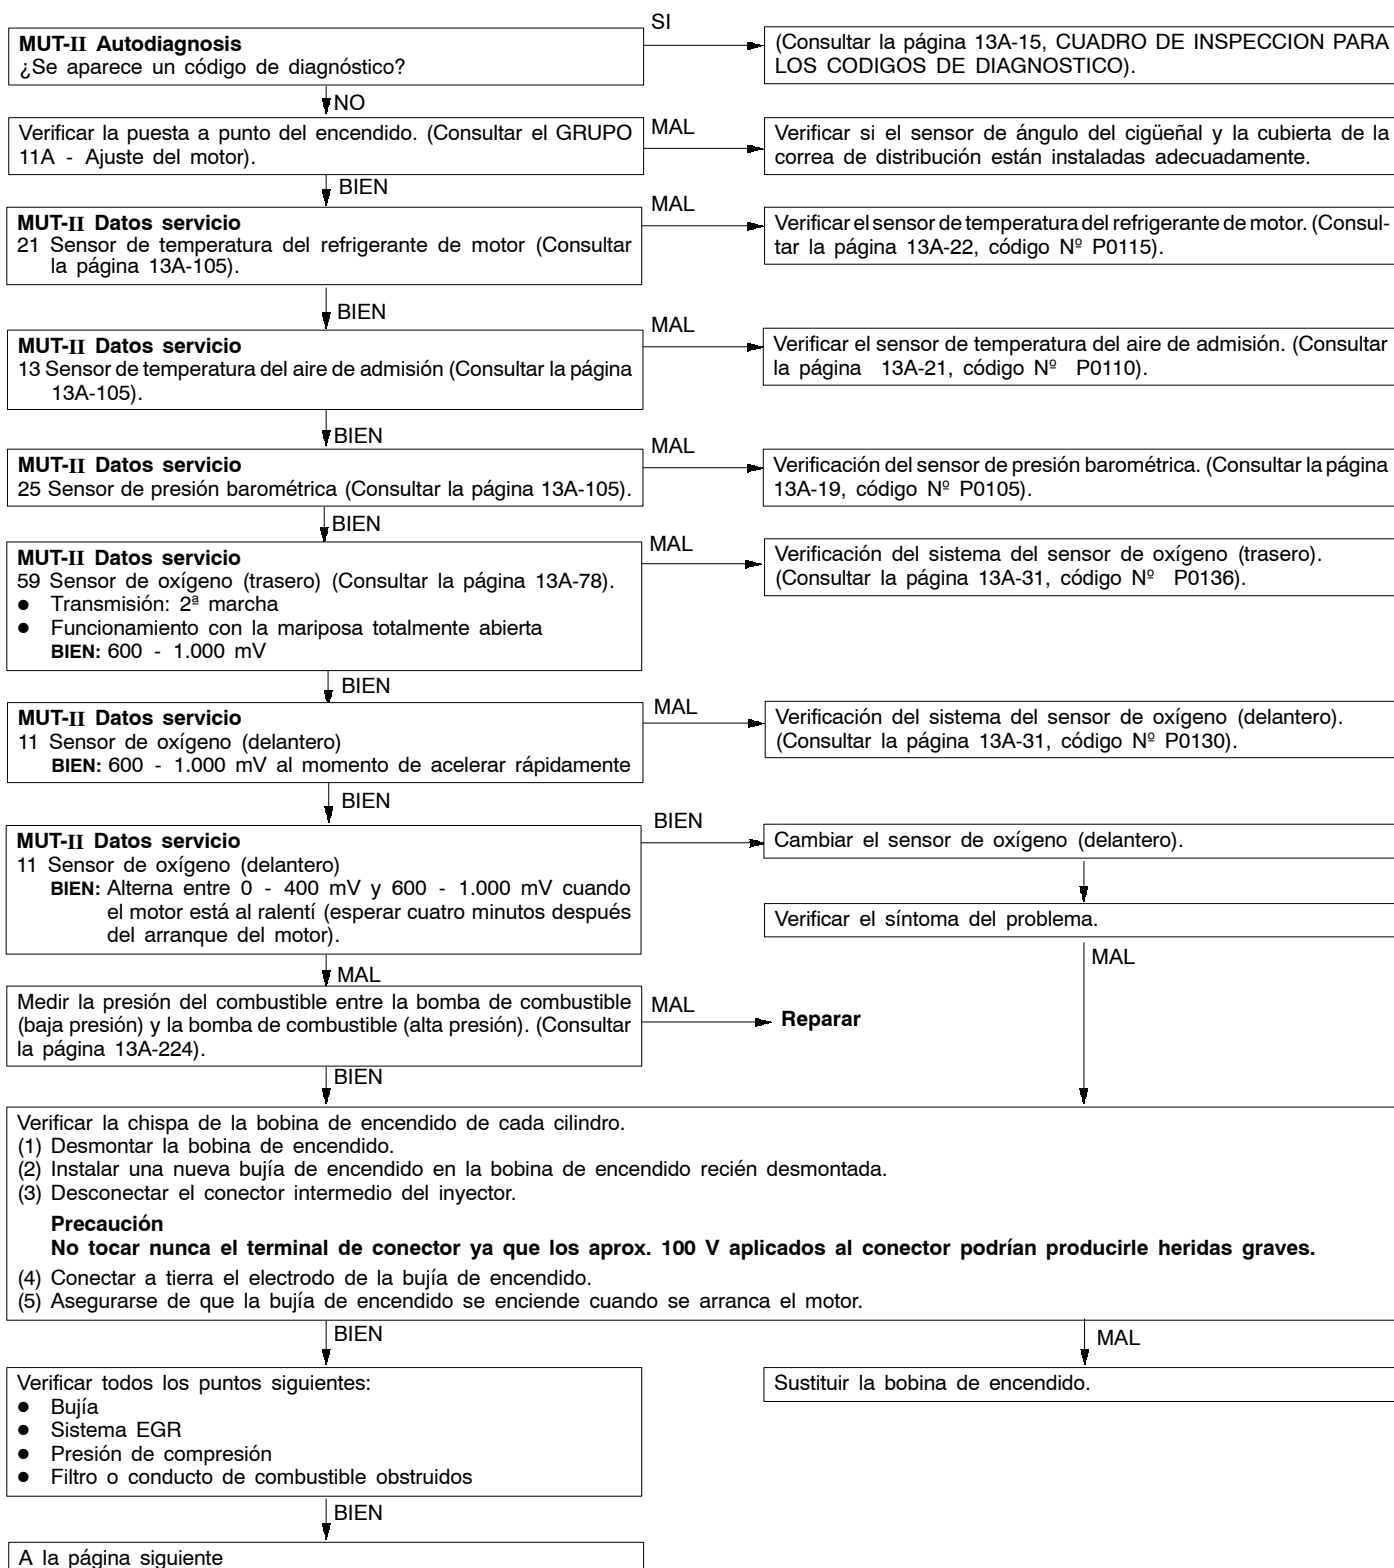 MUT-II Autodiagnosis
¿Se aparece un código de diagnóstico?
SI
(Consultar la página 13A-15, CUADRO DE INSPECCION PARA
LOS CODIGOS DE DIAGNOSTICO).
NO
Verificar la puesta a punto del encendido. (Consultar el GRUPO
11A - Ajuste del motor).
MAL
Verificar si el sensor de ángulo del cigüeñal y la cubierta de la
correa de distribución están instaladas adecuadamente.
BIEN
MUT-II Datos servicio
21 Sensor de temperatura del refrigerante de motor (Consultar
la página 13A-105).
MAL
Verificar el sensor de temperatura del refrigerante de motor. (Consul-
tar la página 13A-22, código Nº P0115).
BIEN
MUT-II Datos servicio
13 Sensor de temperatura del aire de admisión (Consultar la página
13A-105).
MAL
Verificar el sensor de temperatura del aire de admisión. (Consultar
la página 13A-21, código Nº P0110).
BIEN
MUT-II Datos servicio
25 Sensor de presión barométrica (Consultar la página 13A-105).
MAL
Verificación del sensor de presión barométrica. (Consultar la página
13A-19, código Nº P0105).
BIEN
MUT-II Datos servicio
59 Sensor de oxígeno (trasero) (Consultar la página 13A-78).
● Transmisión: 2ª marcha
● Funcionamiento con la mariposa totalmente abierta
BIEN: 600 - 1.000 mV
MAL
Verificación del sistema del sensor de oxígeno (trasero).
(Consultar la página 13A-31, código Nº P0136).
BIEN
MUT-II Datos servicio
11 Sensor de oxígeno (delantero)
BIEN: 600 - 1.000 mV al momento de acelerar rápidamente
MAL
Verificación del sistema del sensor de oxígeno (delantero).
(Consultar la página 13A-31, código Nº P0130).
BIEN
MUT-II Datos servicio
11 Sensor de oxígeno (delantero)
BIEN: Alterna entre 0 - 400 mV y 600 - 1.000 mV cuando
el motor está al ralentí (esperar cuatro minutos después
del arranque del motor).
BIEN
Cambiar el sensor de oxígeno (delantero).
Verificar el síntoma del problema.
MAL
MAL
Medir la presión del combustible entre la bomba de combustible
(baja presión) y la bomba de combustible (alta presión). (Consultar
la página 13A-224).
MAL
Reparar
BIEN
Verificar la chispa de la bobina de encendido de cada cilindro.
(1) Desmontar la bobina de encendido.
(2) Instalar una nueva bujía de encendido en la bobina de encendido recién desmontada.
(3) Desconectar el conector intermedio del inyector.
Precaución
No tocar nunca el terminal de conector ya que los aprox. 100 V aplicados al conector podrían producirle heridas graves.
(4) Conectar a tierra el electrodo de la bujía de encendido.
(5) Asegurarse de que la bujía de encendido se enciende cuando se arranca el motor.
BIEN
MAL
Verificar todos los puntos siguientes:
● Bujía
● Sistema EGR
● Presión de compresión
● Filtro o conducto de combustible obstruidos
Sustituir la bobina de encendido.
BIEN
A la página siguiente